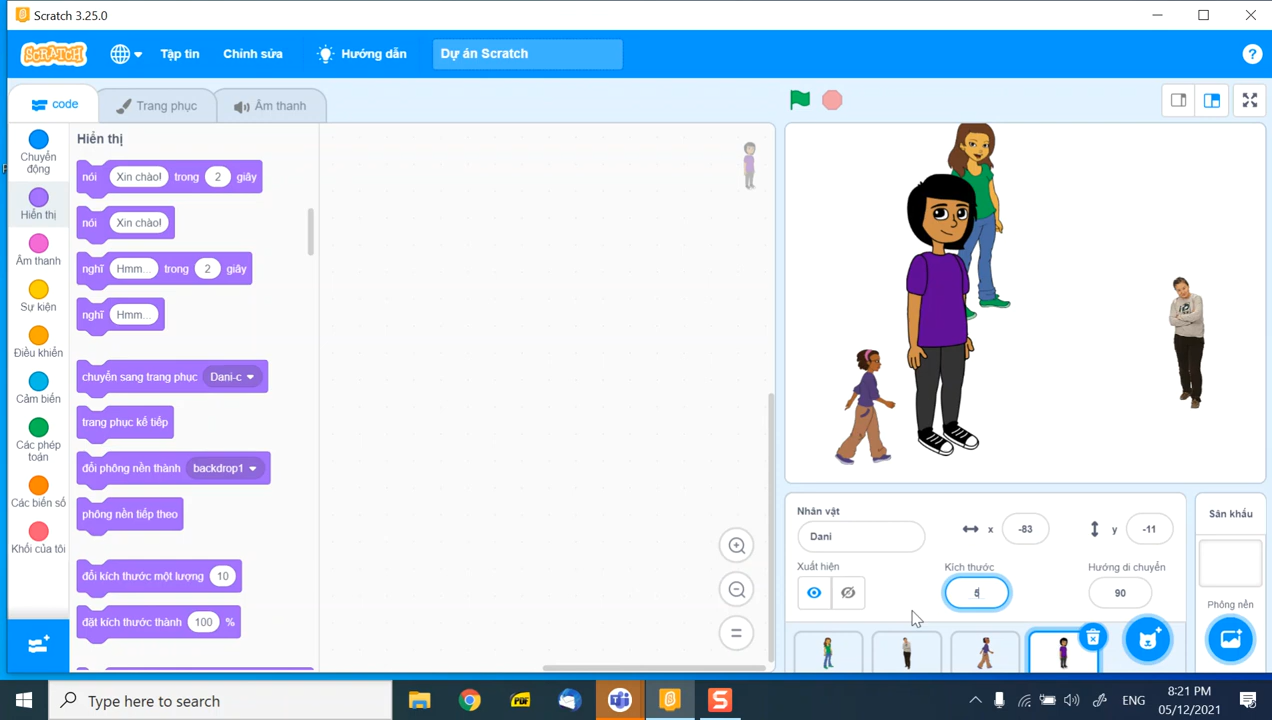 Scratch 3.25.0
SCRATCH
Tập tin
Chỉnh sửa
Hướng dẫn
Dự án Scratch
code
Trang phục
Âm thanh
Chuyển động
Hiển thị
Âm thanh
Sự kiện
Điều khiển
Cảm biến
Các phép toán
Các biến số
Khối của tôi
Hiển thị
nói Xin chào! trong 2 giây
nói Xin chào!
nghĩ Hmm... trong 2 giây
nghĩ Hmm...
chuyển sang trang phục Dani-c
trang phục kế tiếp
đổi phông nền thành backdrop1
phông nền tiếp theo
đổi kích thước một lượng 10
đặt kích thước thành 100 %
Nhân vật
Dani
x -83
y -11
Xuất hiện
Kích thước
5
Hướng di chuyển
90
Sân khấu
Phông nền
Type here to search
PDF
S
ENG
8:21 PM
05/12/2021